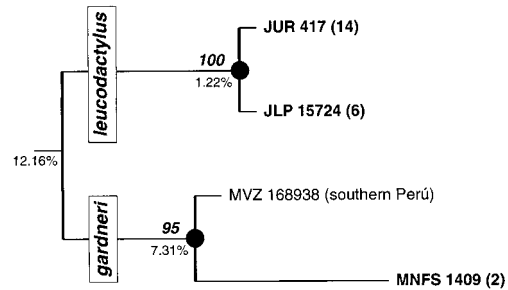 JUR 417 (14)
leucodactylus
100
1.22%
JLP 15724 (6)
12.16%
MVZ 168938 (southern Perú)
gardneri
95
7.31%
MNFS 1409 (2)